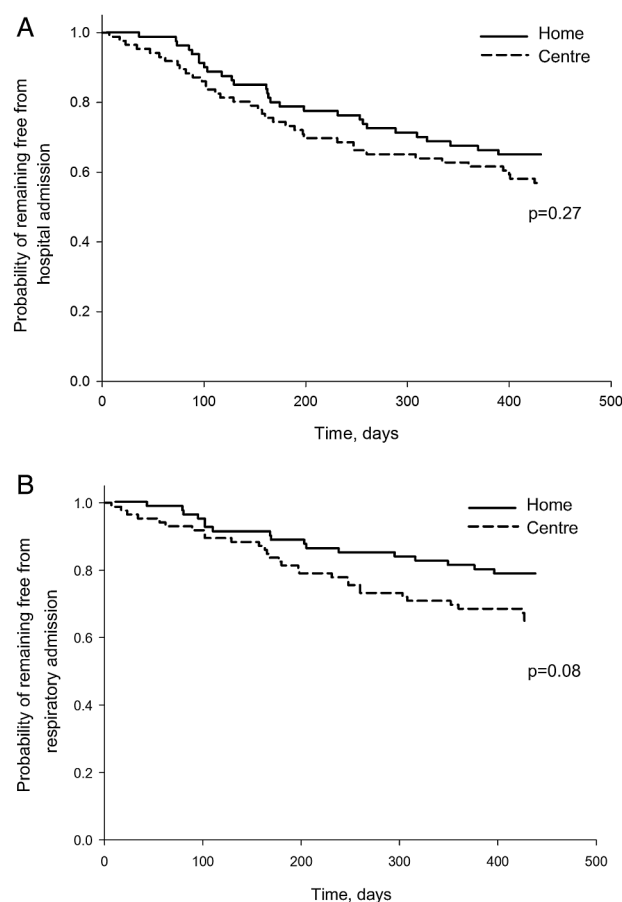 A
Home
Centre
1.0
0.8
0.6
0.4
0.2
0.0
Probability of remaining free from
hospital admission
p=0.27
0 100 200 300 400 500
Time, days
B
Home
Centre
1.0
0.8
0.6
0.4
0.2
0.0
Probability of remaining free from
respiratory admission
p=0.08
0 100 200 300 400 500
Time, days